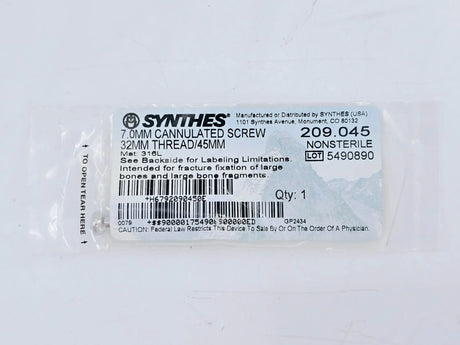 SYNTHES®
Manufactured or Distributed by SYNTHES (USA)
1101 Synthes Avenue, Monument, CO 80132
7.0MM CANNULATED SCREW
32MM THREAD/45MM
209.045
NONSTERILE
LOT 5490890
Mat: 316L
See Backside for Labeling Limitations.
Intended for fracture fixation of large
bones and large bone fragments.
Qty: 1
+H6792090450E
0079
GP2434
CAUTION: Federal Law Restricts This Device To Sale By Or On The Order Of A Physician.
↑ TO OPEN TEAR HERE ↑